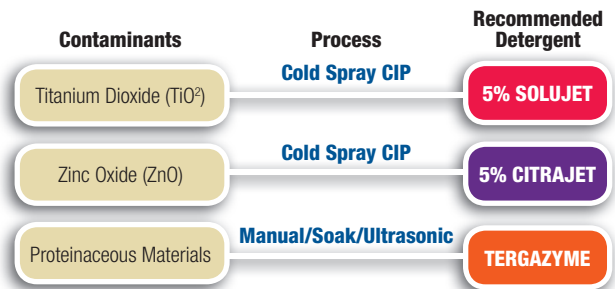 Contaminants
Process
Recommended
Detergent
Titanium Dioxide (TiO²)
Cold Spray CIP
5% SOLUJET
Zinc Oxide (ZnO)
Cold Spray CIP
5% CITRAJET
Proteinaceous Materials
Manual/Soak/Ultrasonic
TERGAZYME